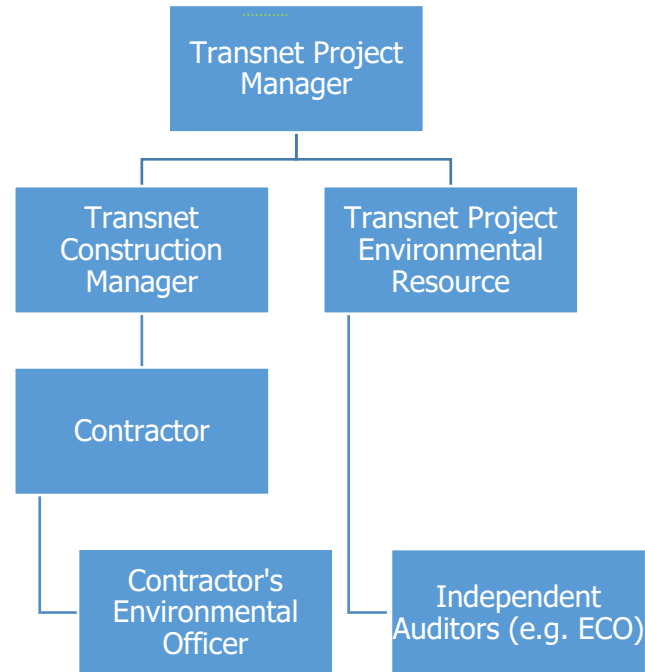 Transnet Project
Manager
Transnet
Construction
Manager
Transnet Project
Environmental
Resource
Contractor
Contractor's
Environmental
Officer
Independent
Auditors (e.g. ECO)